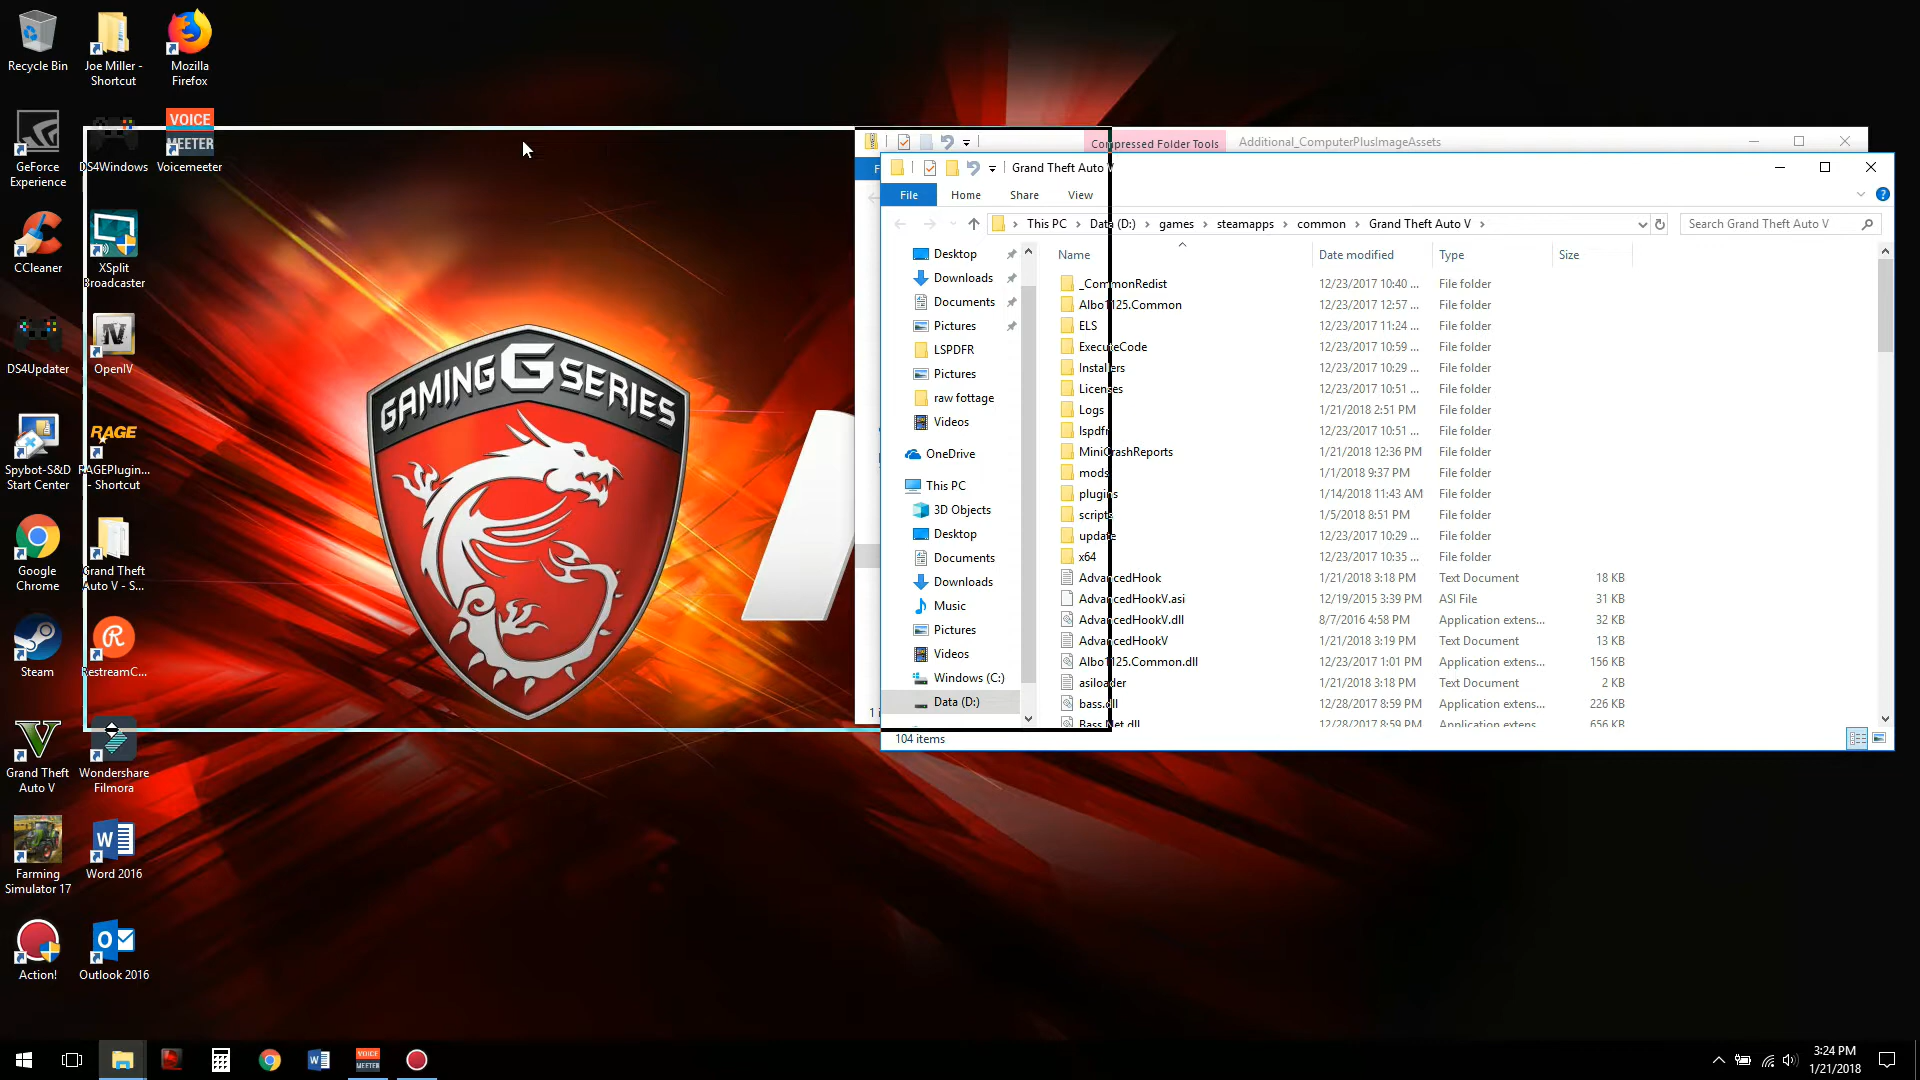 Recycle Bin
Joe Miller -
Shortcut
Mozilla
Firefox
GeForce
Experience
DS4Windows
VOICE
MEETER
Voicemeeter
CCleaner
XSplit
Broadcaster
DS4Updater
OpenIV
Spybot-S&D
Start Center
RAGE
RAGEPlugin...
- Shortcut
Google
Chrome
Grand Theft
Auto V - S...
Steam
RestreamC...
Grand Theft
Auto V
Wondershare
Filmora
Farming
Simulator 17
Word 2016
Action!
Outlook 2016
GAMING G SERIES
Compressed Folder Tools
Additional_ComputerPlusImageAssets
Grand Theft Auto V
File
Home
Share
View
This PC
Data (D:)
games
steamapps
common
Grand Theft Auto V
Search Grand Theft Auto V
Desktop
Downloads
Documents
Pictures
LSPDFR
Pictures
raw fottage
Videos
OneDrive
This PC
3D Objects
Desktop
Documents
Downloads
Music
Pictures
Videos
Windows (C:)
Data (D:)
Name Date modified Type Size
_CommonRedist 12/23/2017 10:40 ... File folder
Albo1125.Common 12/23/2017 12:57 ... File folder
ELS 12/23/2017 11:24 ... File folder
ExecuteCode 12/23/2017 10:59 ... File folder
Installers 12/23/2017 10:29 ... File folder
Licenses 12/23/2017 10:51 ... File folder
Logs 1/21/2018 2:51 PM File folder
lspdfr 12/23/2017 10:51 ... File folder
MiniCrashReports 1/21/2018 12:36 PM File folder
mods 1/1/2018 9:37 PM File folder
plugins 1/14/2018 11:43 AM File folder
scripts 1/5/2018 8:51 PM File folder
update 12/23/2017 10:29 ... File folder
x64 12/23/2017 10:35 ... File folder
AdvancedHook 1/21/2018 3:18 PM Text Document 18 KB
AdvancedHookV.asi 12/19/2015 3:39 PM ASI File 31 KB
AdvancedHookV.dll 8/7/2016 4:58 PM Application extens... 32 KB
AdvancedHookV 1/21/2018 3:19 PM Text Document 13 KB
Albo1125.Common.dll 12/23/2017 1:01 PM Application extens... 156 KB
asiloader 1/21/2018 3:18 PM Text Document 2 KB
bass.dll 12/28/2017 8:59 PM Application extens... 226 KB
Bass.Net.dll 12/28/2017 8:59 PM Application extens... 656 KB
104 items
VOICE
MEETER
3:24 PM
1/21/2018